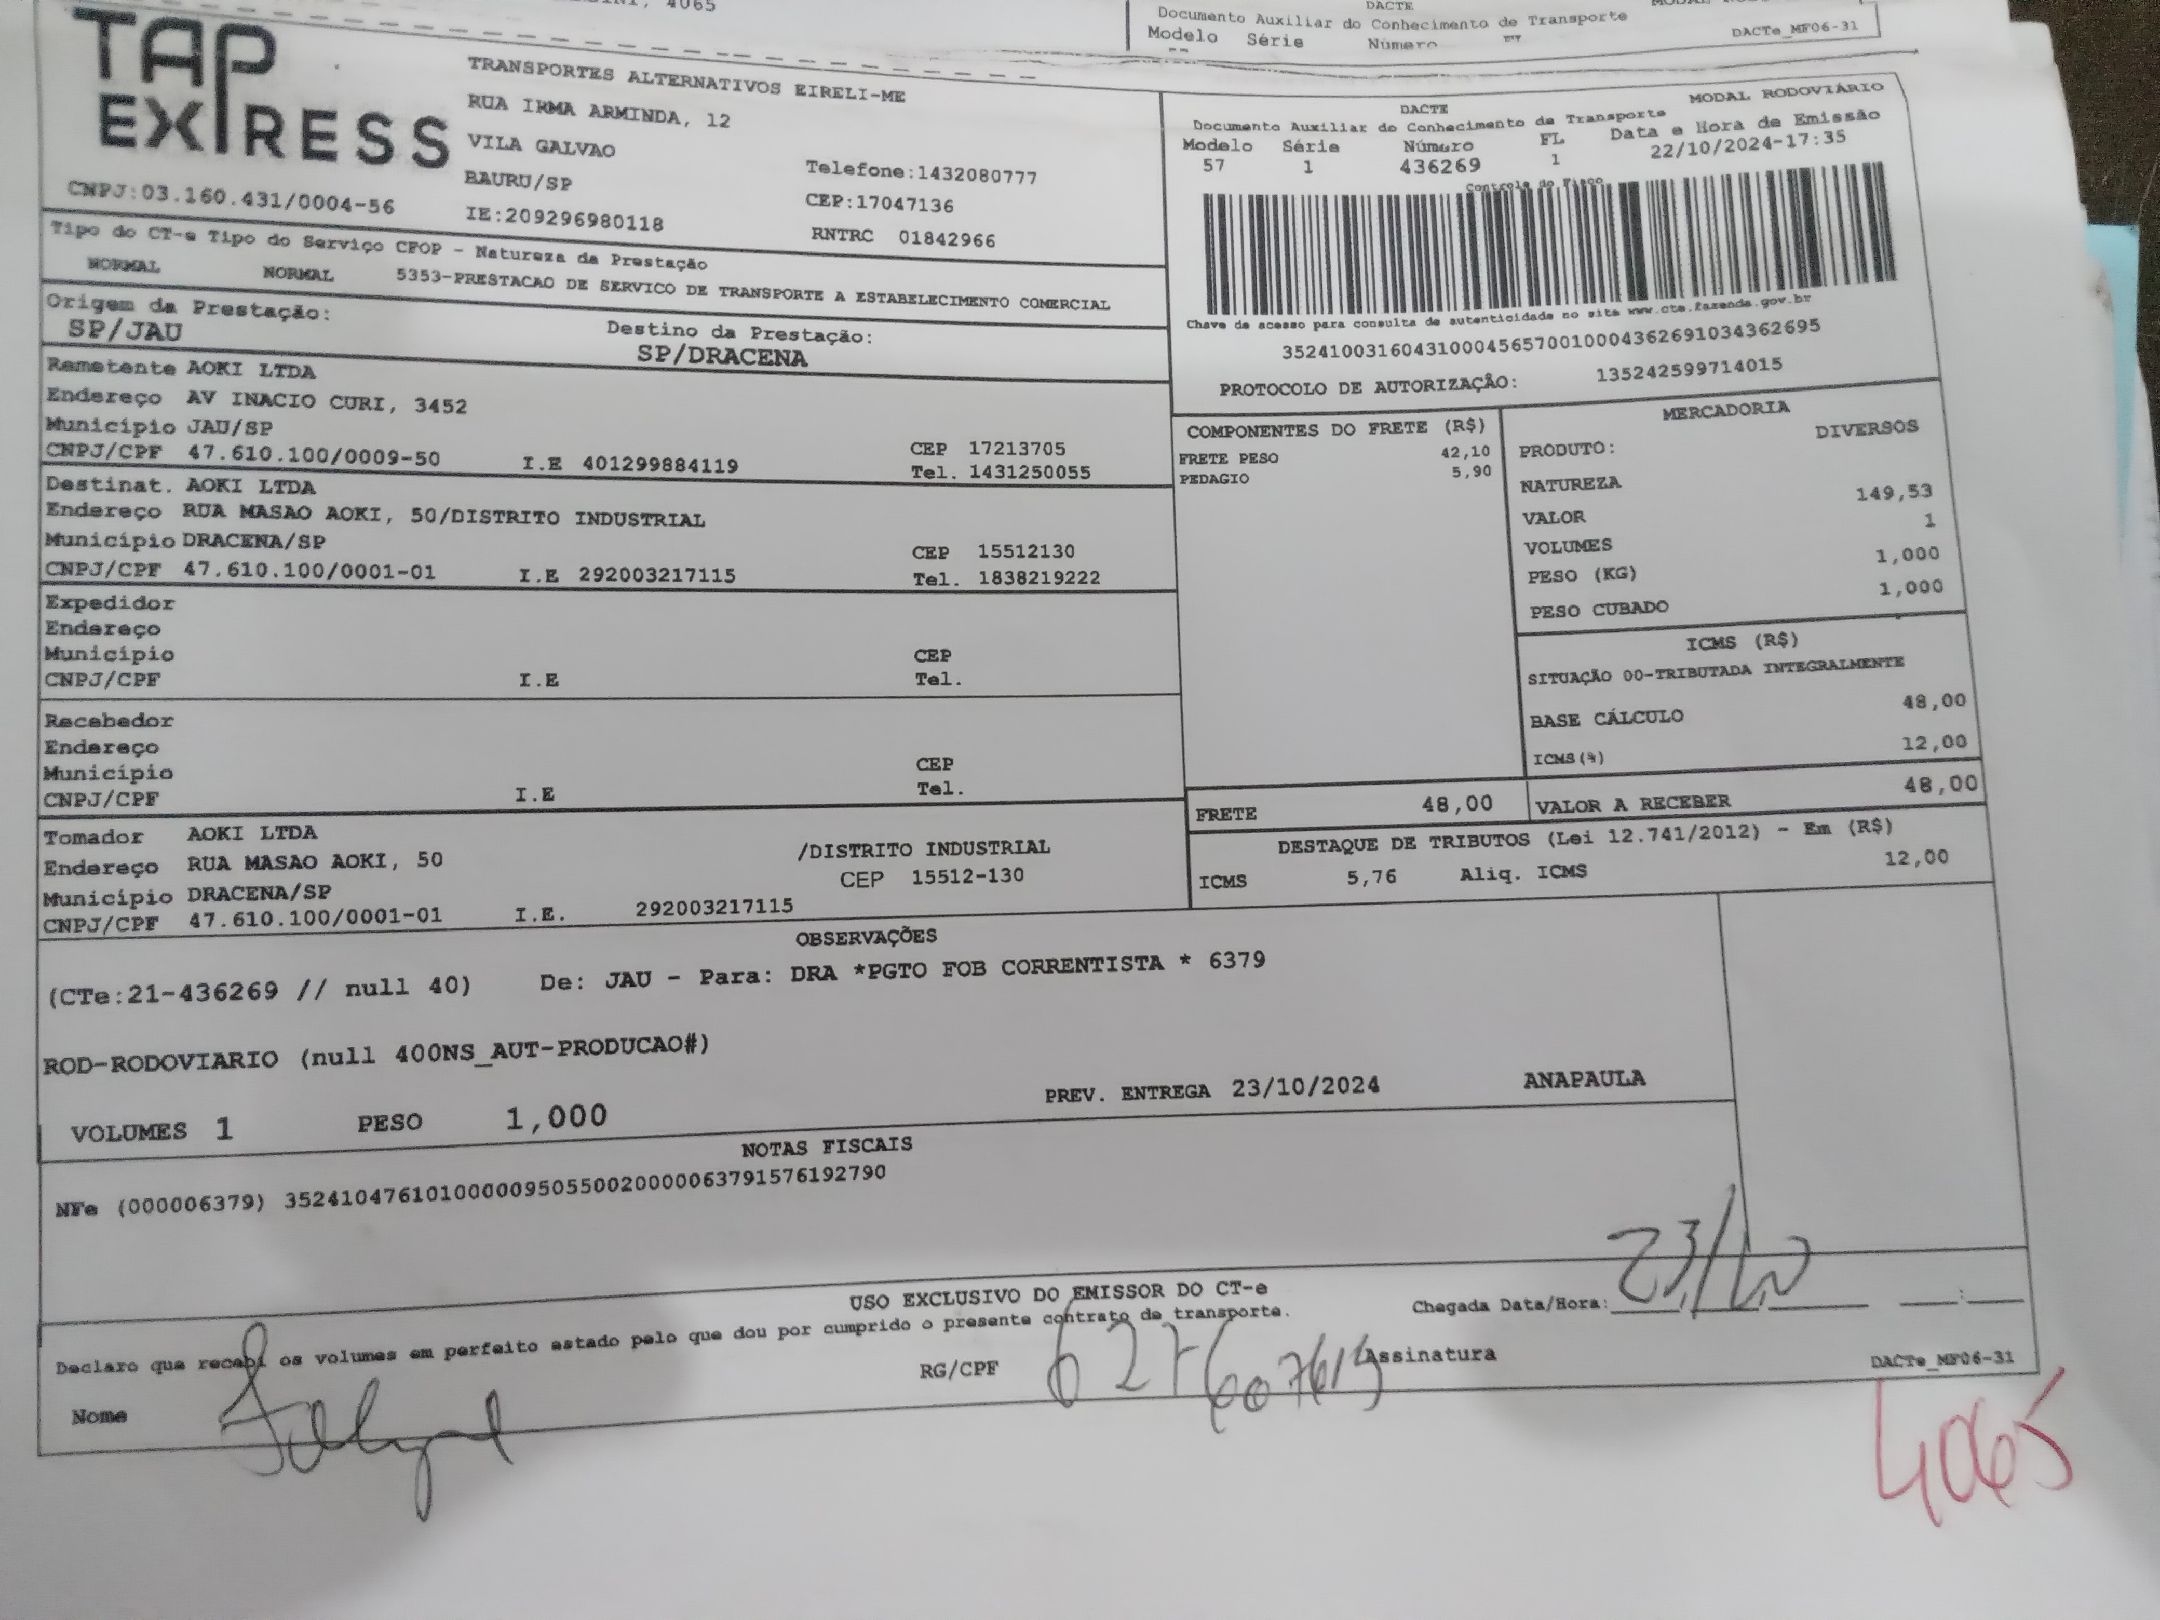 4065
DACTE
Documento Auxiliar do Conhecimento de Transporte
Modelo Série Número
DACTe_MF06-31
TAP EXPRESS
CNPJ:03.160.431/0004-56
TRANSPORTES ALTERNATIVOS EIRELI-ME
RUA IRMA ARMINDA, 12
VILA GALVAO
BAURU/SP
IE:209296980118
Telefone:1432080777
CEP:17047136
RNTRC 01842966
DACTE MODAL RODOVIÁRIO
Documento Auxiliar do Conhecimento de Transporte
Modelo Série Número FL Data e Hora de Emissão
57 1 436269 1 22/10/2024-17:35
Controle do Fisco
Chave de acesso para consulta de autenticidade no site www.cte.fazenda.gov.br
35241003160431000456570010004362691034362695
PROTOCOLO DE AUTORIZAÇÃO: 135242599714015
Tipo do CT-e Tipo do Serviço CFOP - Natureza da Prestação
NORMAL NORMAL 5353-PRESTACAO DE SERVICO DE TRANSPORTE A ESTABELECIMENTO COMERCIAL
Origem da Prestação: Destino da Prestação:
SP/JAU SP/DRACENA
Remetente AOKI LTDA
Endereço AV INACIO CURI, 3452
Município JAU/SP CEP 17213705
CNPJ/CPF 47.610.100/0009-50 I.E 401299884119 Tel. 1431250055
Destinat. AOKI LTDA
Endereço RUA MASAO AOKI, 50/DISTRITO INDUSTRIAL
Município DRACENA/SP CEP 15512130
CNPJ/CPF 47.610.100/0001-01 I.E 292003217115 Tel. 1838219222
Expedidor
Endereço
Município CEP
CNPJ/CPF I.E Tel.
Recebedor
Endereço
Município CEP
CNPJ/CPF I.E Tel.
Tomador AOKI LTDA
Endereço RUA MASAO AOKI, 50 /DISTRITO INDUSTRIAL
Município DRACENA/SP CEP 15512-130
CNPJ/CPF 47.610.100/0001-01 I.E. 292003217115
COMPONENTES DO FRETE (R$)
FRETE PESO 42,10
PEDAGIO 5,90
MERCADORIA
PRODUTO: DIVERSOS
NATUREZA
VALOR 149,53
VOLUMES 1
PESO (KG) 1,000
PESO CUBADO 1,000
ICMS (R$)
SITUAÇÃO 00-TRIBUTADA INTEGRALMENTE
BASE CÁLCULO 48,00
ICMS(%) 12,00
FRETE 48,00 VALOR A RECEBER 48,00
DESTAQUE DE TRIBUTOS (Lei 12.741/2012) - Em (R$)
ICMS 5,76 Aliq. ICMS 12,00
OBSERVAÇÕES
(CTe:21-436269 // null 40) De: JAU - Para: DRA *PGTO FOB CORRENTISTA * 6379
ROD-RODOVIARIO (null 400NS_AUT-PRODUCAO#)
VOLUMES 1 PESO 1,000 PREV. ENTREGA 23/10/2024 ANAPAULA
NOTAS FISCAIS
NFe (000006379) 35241047610100000950550020000063791576192790
USO EXCLUSIVO DO EMISSOR DO CT-e
Declaro que recebi os volumes em perfeito estado pelo que dou por cumprido o presente contrato de transporte. Chegada Data/Hora: 23/10
Nome RG/CPF Assinatura
DACTe_MF06-31
4065